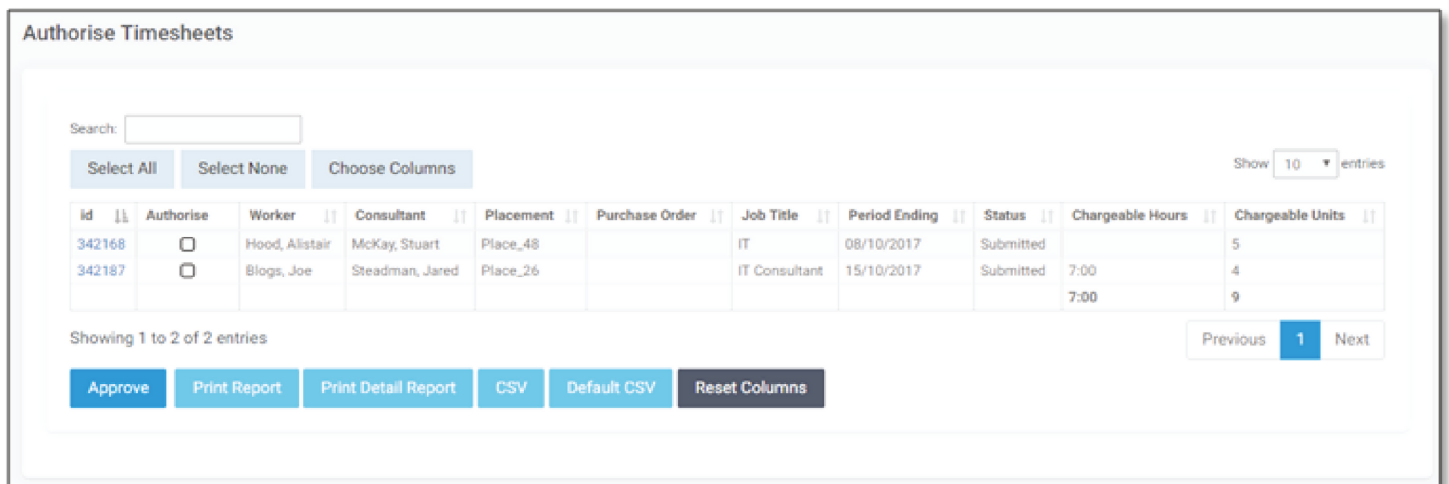 Authorise Timesheets
Search:
Select All Select None Choose Columns Show 10 entries
id Authorise Worker Consultant Placement Purchase Order Job Title Period Ending Status Chargeable Hours Chargeable Units
342168 Hood, Alistair McKay, Stuart Place_48 IT 08/10/2017 Submitted 5
342187 Blogs, Joe Steadman, Jared Place_26 IT Consultant 15/10/2017 Submitted 7:00 4
7:00 9
Showing 1 to 2 of 2 entries Previous 1 Next
Approve Print Report Print Detail Report CSV Default CSV Reset Columns